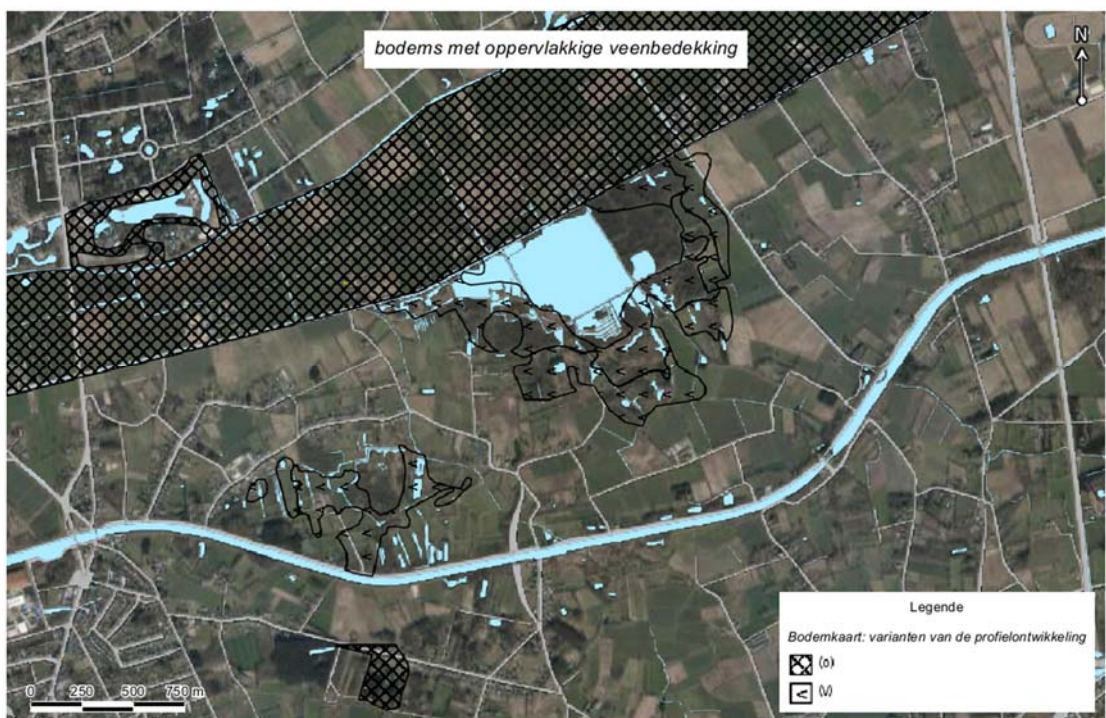 bodems met oppervlakkige veenbedekking
N
Legende
Bodemkaart: varianten van de profielontwikkeling
(o)
(v)
0 250 500 750 m